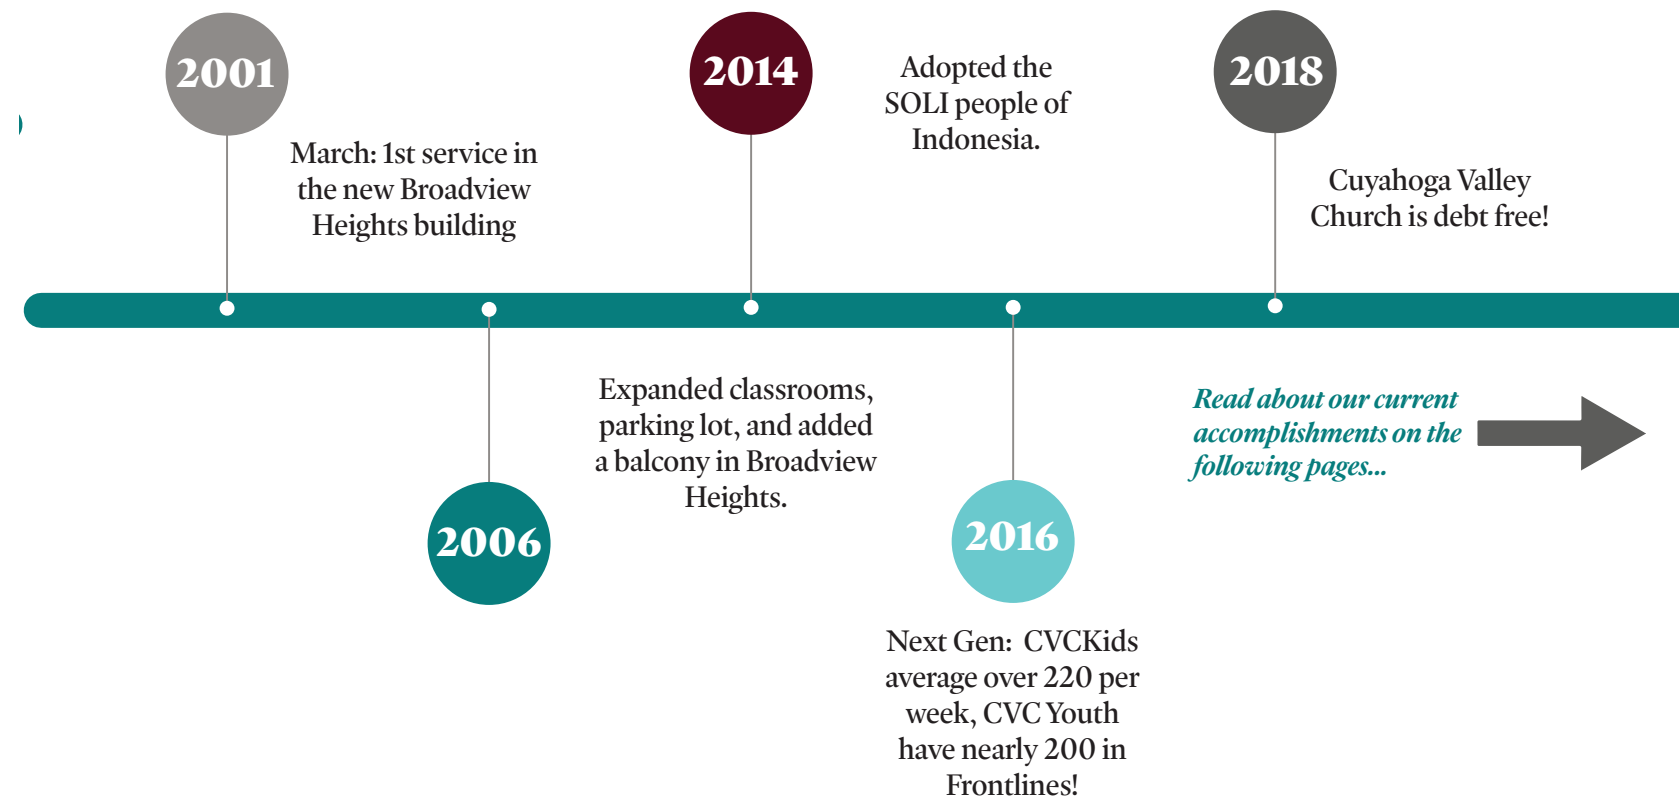 2001
March: 1st service in
the new Broadview
Heights building
2006
Expanded classrooms,
parking lot, and added
a balcony in Broadview
Heights.
2014
Adopted the
SOLI people of
Indonesia.
2016
Next Gen:  CVCKids
average over 220 per
week, CVC Youth
have nearly 200 in
Frontlines!
2018
Cuyahoga Valley
Church is debt free!
Read about our current
accomplishments on the
following pages...